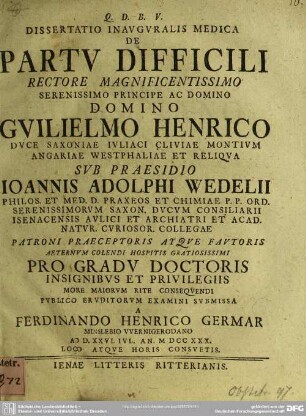 Q. D. B. V.
DISSERTATIO INAVGVRALIS MEDICA
DE
PARTV DIFFICILI
RECTORE MAGNIFICENTISSIMO
SERENISSIMO PRINCIPE AC DOMINO
DOMINO
GVILIELMO HENRICO
DVCE SAXONIAE IVLIACI CLIVIAE MONTIVM
ANGARIAE WESTPHALIAE ET RELIQVA
SVB PRAESIDIO
IOANNIS ADOLPHI WEDELII
PHILOS. ET MED. D. PRAXEOS ET CHIMIAE P. P. ORD.
SERENISSIMORVM SAXON. DVCVM CONSILIARII
ISENACENSIS AVLICI ET ARCHIATRI ET ACAD.
NATVR. CVRIOSOR. COLLEGAE
PATRONI PRAECEPTORIS ATQVE FAVTORIS
AETERNVM COLENDI HOSPITIS GRATIOSISSIMI
PRO GRADV DOCTORIS
INSIGNIBVS ET PRIVILEGIIS
MORE MAIORVM RITE CONSEQVENDI
PVBLICO ERVDITORVM EXAMINI SVBMISSA
A
FERDINANDO HENRICO GERMAR
MINSLEBIO VVERNIGERODANO
AD D. XXVI. IVL. AN. M DCC XXX.
LOCO ATQVE HORIS CONSVETIS.
IENAE LITTERIS RITTERIANIS.